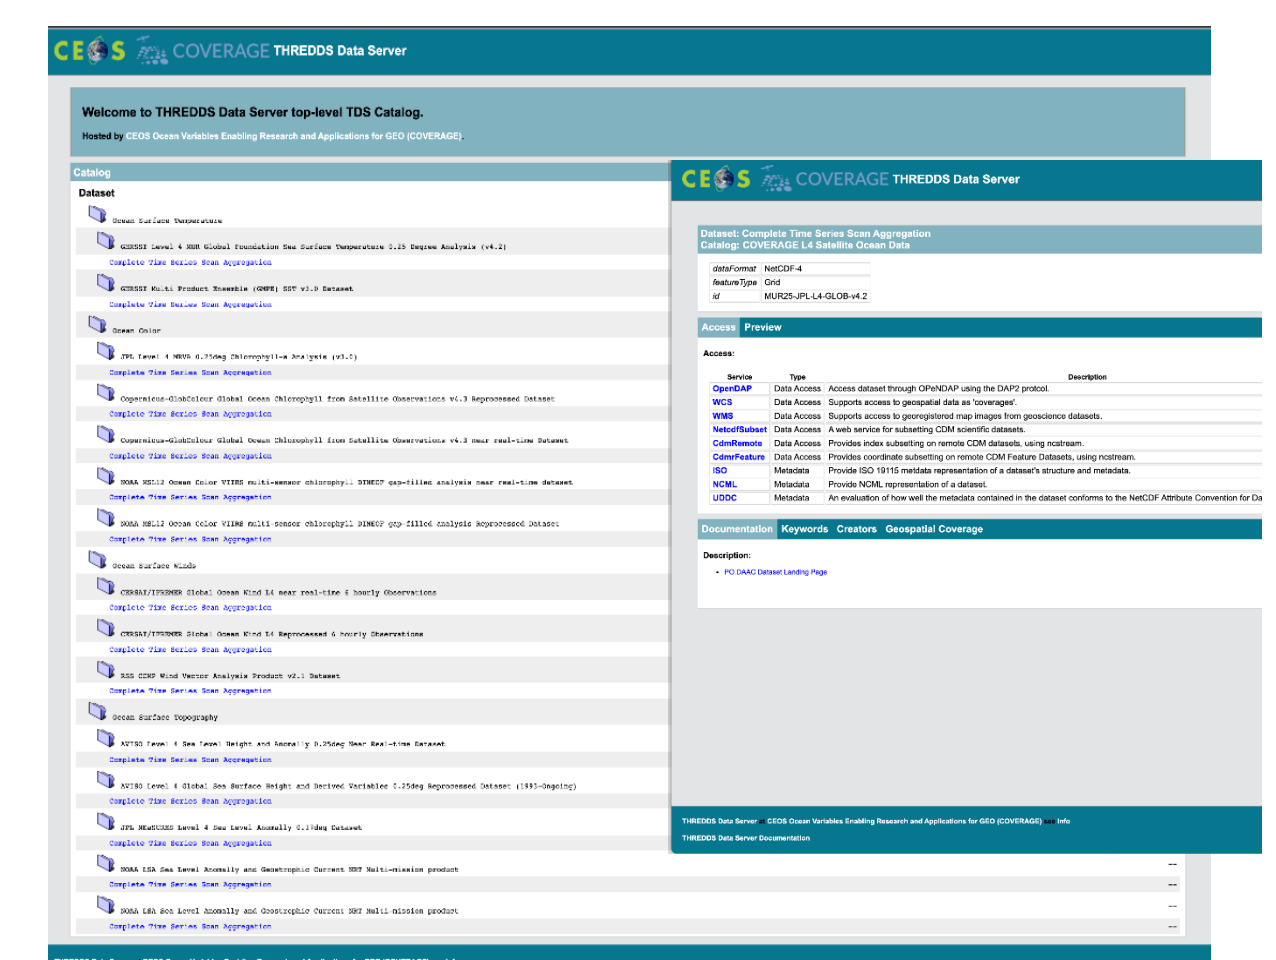 CEOS COVERAGE THREDDS Data Server
Welcome to THREDDS Data Server top-level TDS Catalog.
Hosted by CEOS Ocean Variables Enabling Research and Applications for GEO (COVERAGE).
Catalog
Dataset
Ocean Surface Temperature
GHRSST Level 4 MUR Global Foundation Sea Surface Temperature 0.25 Degree Analysis (v4.2)
Complete Time Series Scan Aggregation
GHRSST Multi Product Ensemble (GMPE) SST v3.0 Dataset
Complete Time Series Scan Aggregation
Ocean Color
JPL Level 4 MRVA 0.25deg Chlorophyll-a Analysis (v3.0)
Complete Time Series Scan Aggregation
Copernicus-GlobColour Global Ocean Chlorophyll from Satellite Observations v4.3 Reprocessed Dataset
Complete Time Series Scan Aggregation
Copernicus-GlobColour Global Ocean Chlorophyll from Satellite Observations v4.3 near real-time Dataset
Complete Time Series Scan Aggregation
NOAA MSL12 Ocean Color VIIRS multi-sensor chlorophyll DINEOF gap-filled analysis near real-time dataset
Complete Time Series Scan Aggregation
NOAA MSL12 Ocean Color VIIRS multi-sensor chlorophyll DINEOF gap-filled analysis Reprocessed Dataset
Complete Time Series Scan Aggregation
Ocean Surface Winds
CERSAT/IFREMER Global Ocean Wind L4 near real-time 6 hourly Observations
Complete Time Series Scan Aggregation
CERSAT/IFREMER Global Ocean Wind L4 Reprocessed 6 hourly Observations
Complete Time Series Scan Aggregation
RSS CCMP Wind Vector Analysis Product v2.1 Dataset
Complete Time Series Scan Aggregation
Ocean Surface Topography
AVISO Level 4 Sea Level Height and Anomally 0.25deg Near Real-time Dataset
Complete Time Series Scan Aggregation
AVISO Level 4 Global Sea Surface Height and Derived Variables 0.25deg Reprocessed Dataset (1993-Ongoing)
Complete Time Series Scan Aggregation
JPL MEaSUREs Level 4 Sea Level Anomally 0.17deg Dataset
Complete Time Series Scan Aggregation
NOAA LSA Sea Level Anomally and Geostrophic Current NRT Multi-mission product --
Complete Time Series Scan Aggregation --
NOAA LSA Sea Level Anomally and Geostrophic Current NRT Multi-mission product --
Complete Time Series Scan Aggregation --
CEOS COVERAGE THREDDS Data Server
Dataset: Complete Time Series Scan Aggregation
Catalog: COVERAGE L4 Satellite Ocean Data
dataFormat NetCDF-4
featureType Grid
id MUR25-JPL-L4-GLOB-v4.2
Access Preview
Access:
Service Type Description
OpenDAP Data Access Access dataset through OPeNDAP using the DAP2 protcol.
WCS Data Access Supports access to geospatial data as 'coverages'.
WMS Data Access Supports access to georegistered map images from geoscience datasets.
NetcdfSubset Data Access A web service for subsetting CDM scientific datasets.
CdmRemote Data Access Provides index subsetting on remote CDM datasets, using ncstream.
CdmrFeature Data Access Provides coordinate subsetting on remote CDM Feature Datasets, using ncstream.
ISO Metadata Provide ISO 19115 metdata representation of a dataset's structure and metadata.
NCML Metadata Provide NCML representation of a dataset.
UDDC Metadata An evaluation of how well the metadata contained in the dataset conforms to the NetCDF Attribute Convention for Da
Documentation Keywords Creators Geospatial Coverage
Description:
• PO.DAAC Dataset Landing Page
THREDDS Data Server at CEOS Ocean Variables Enabling Research and Applications for GEO (COVERAGE) see Info
THREDDS Data Server Documentation